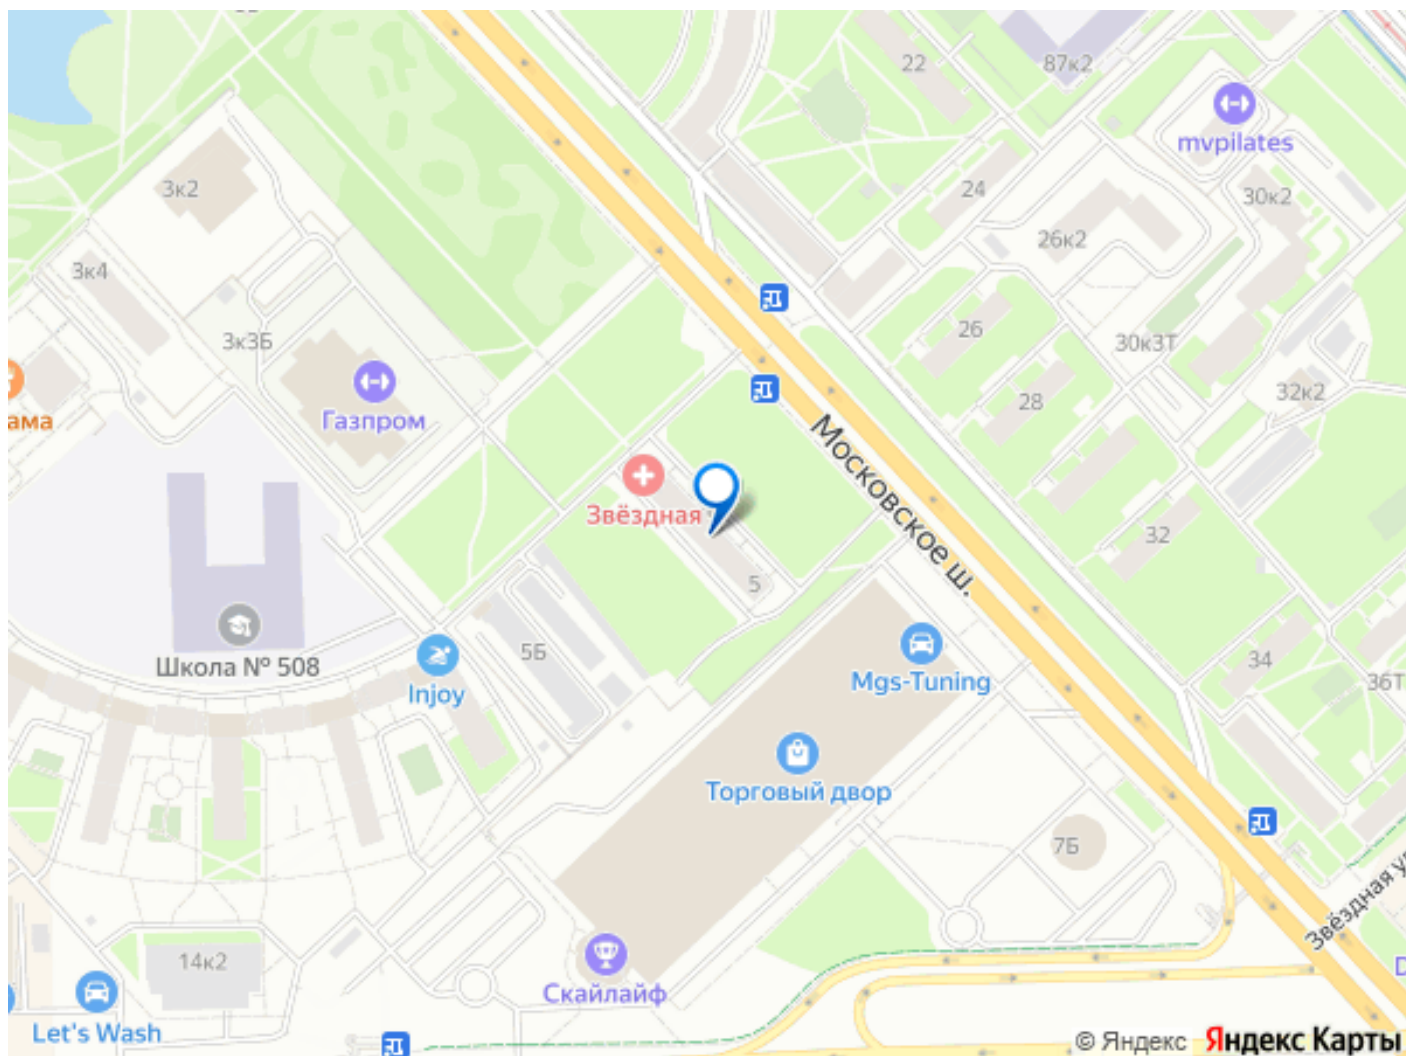 22
87к2
mvpilates
3к2
24
30к2
26к2
3к4
26
3к3Б
30к3Т
28
32к2
Газпром
ама
Московское ш.
Звёздная
32
5
5Б
Школа № 508
34
Mgs-Tuning
36Т
Injoy
Торговый двор
7Б
Звёздная у
14к2
D
Скайлайф
Let's Wash
© Яндекс Яндекс Карты